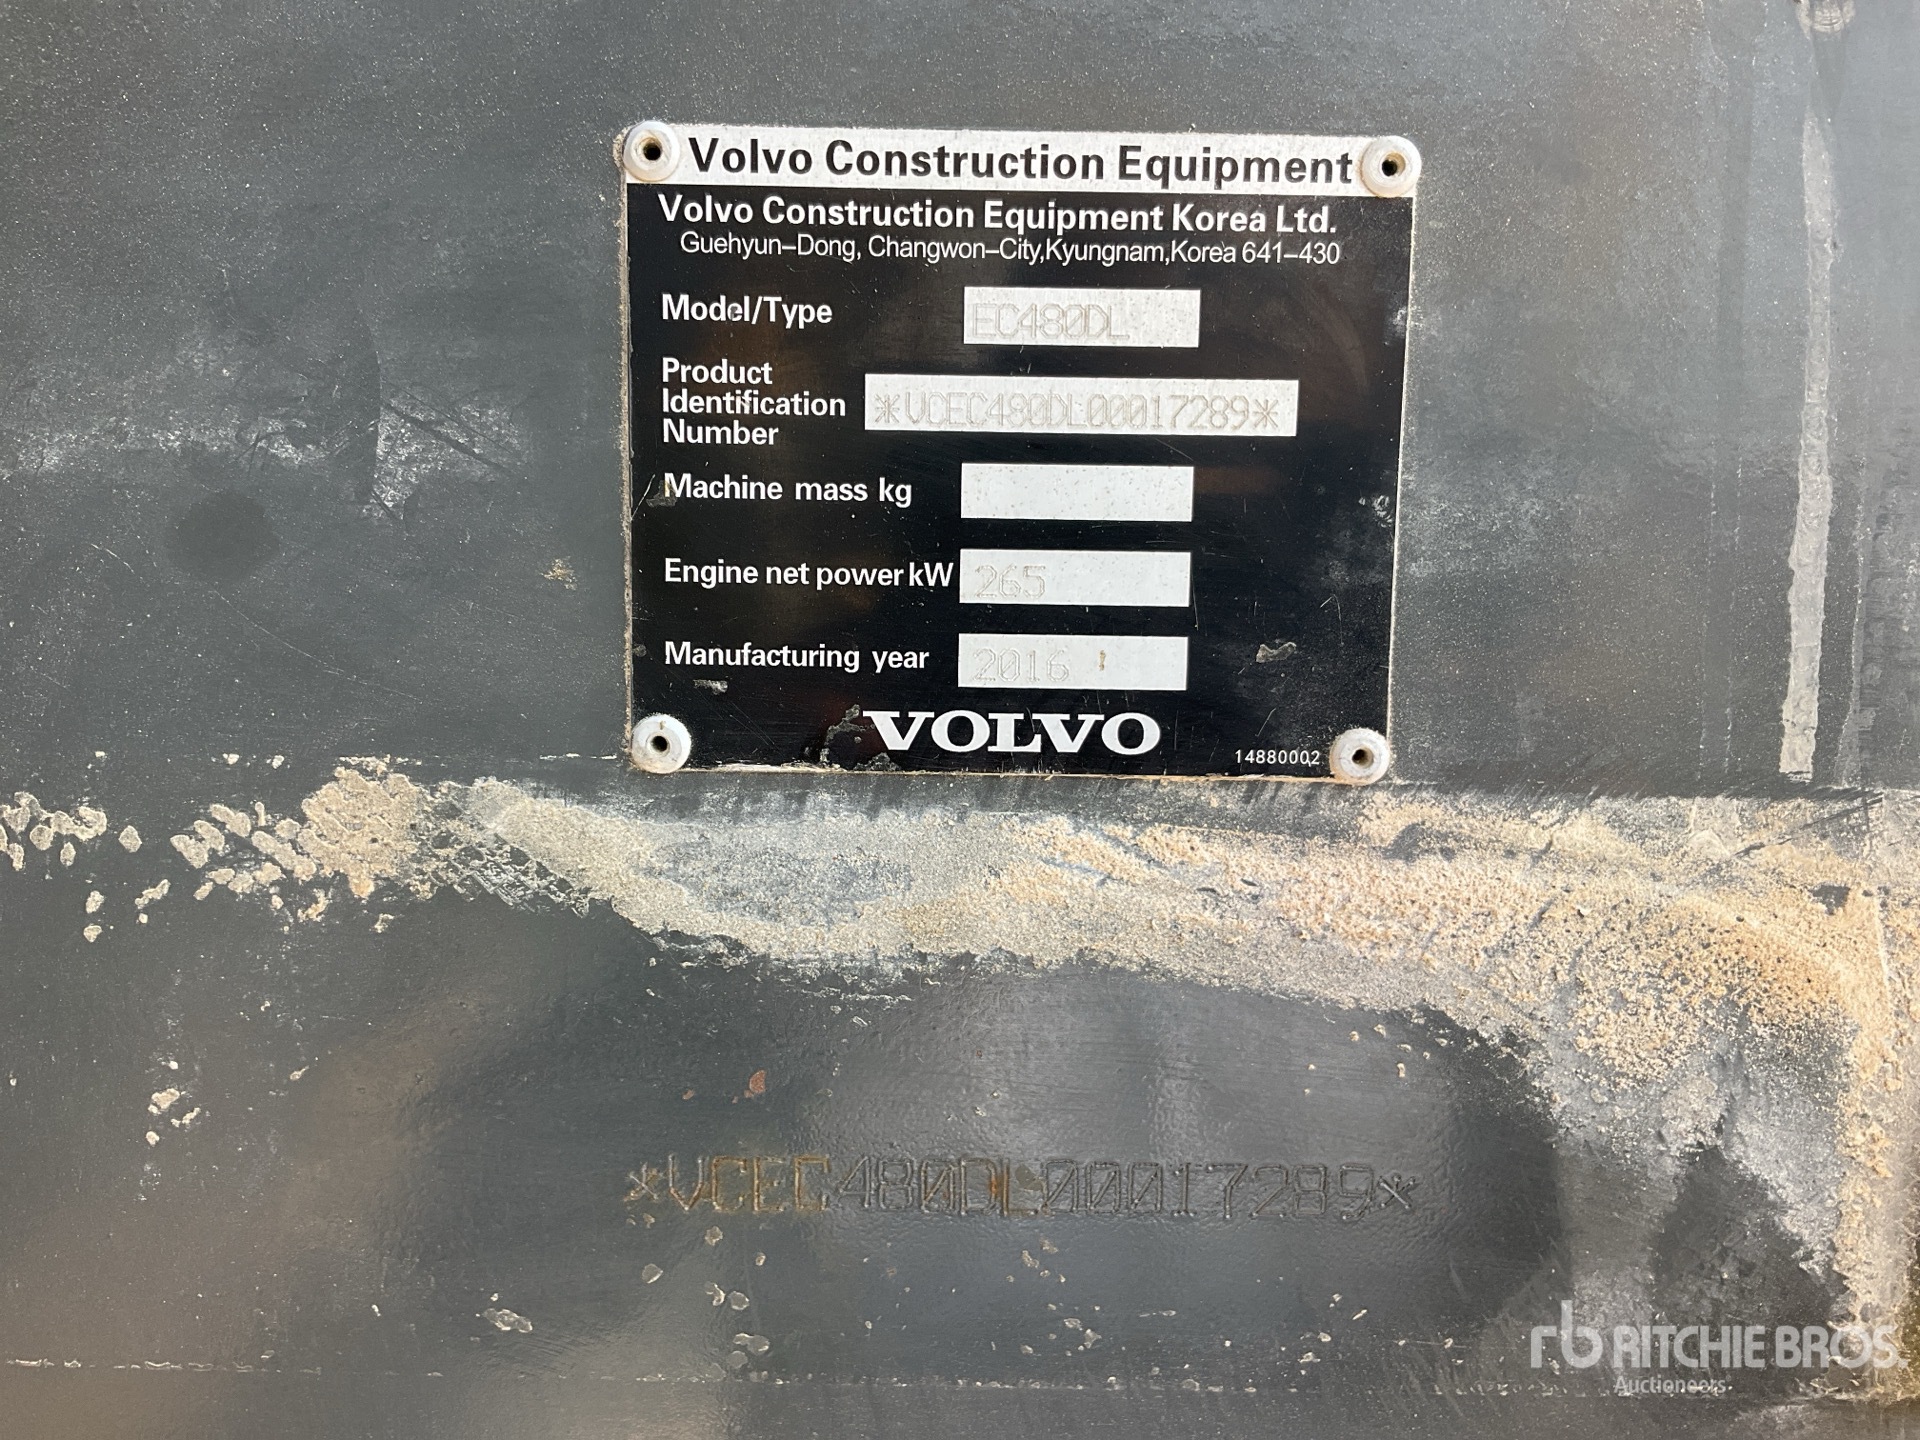 Volvo Construction Equipment
Volvo Construction Equipment Korea Ltd.
Guehyun–Dong, Changwon–City,Kyungnam,Korea 641–430
Model/Type EC480DL
Product
Identification
Number
*VCEC480DL00017289*
Machine mass kg
Engine net power kW 265
Manufacturing year 2016
VOLVO
14880002
*VCEC480DL00017289*
rb RITCHIE BROS.
Auctioneers